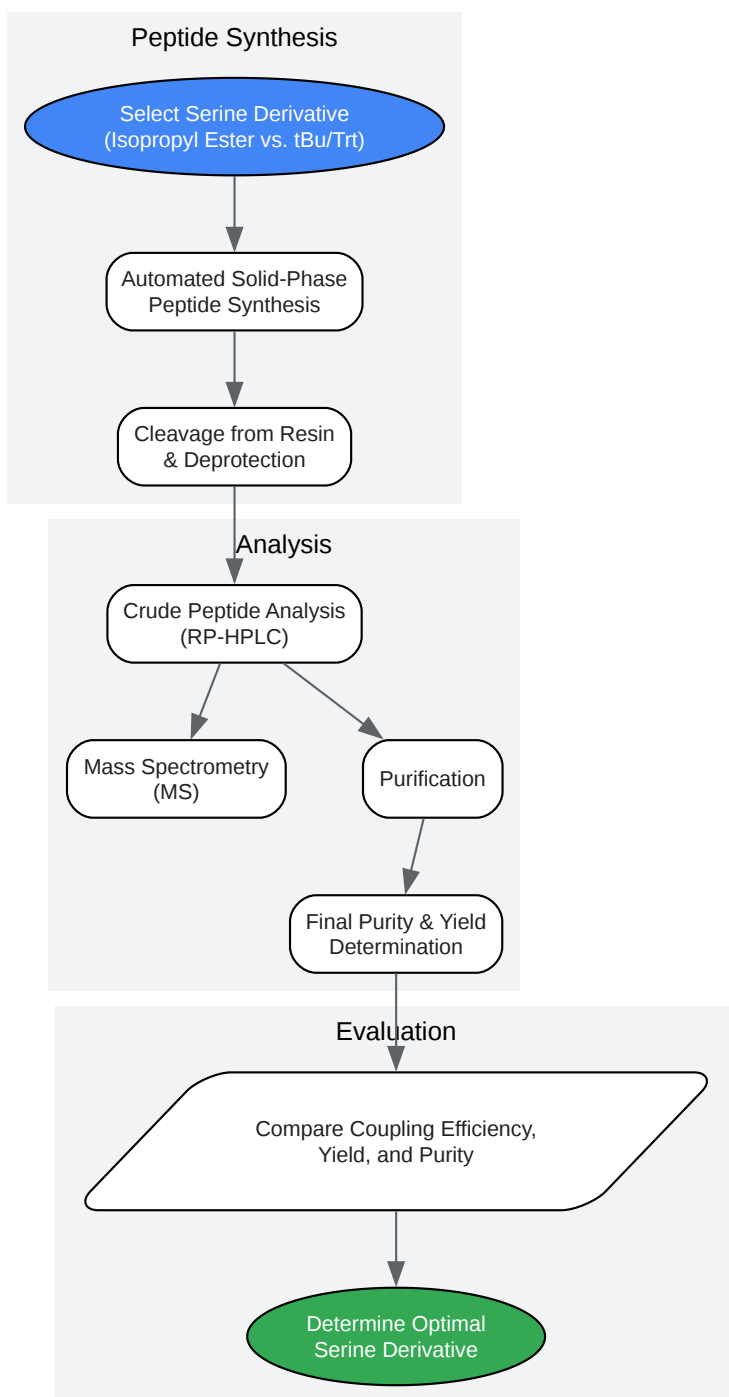 Peptide Synthesis
Select Serine Derivative
(Isopropyl Ester vs. tBu/Trt)
Automated Solid-Phase
Peptide Synthesis
Cleavage from Resin
& Deprotection
Analysis
Crude Peptide Analysis
(RP-HPLC)
Mass Spectrometry
(MS)
Purification
Final Purity & Yield
Determination
Evaluation
Compare Coupling Efficiency,
Yield, and Purity
Determine Optimal
Serine Derivative